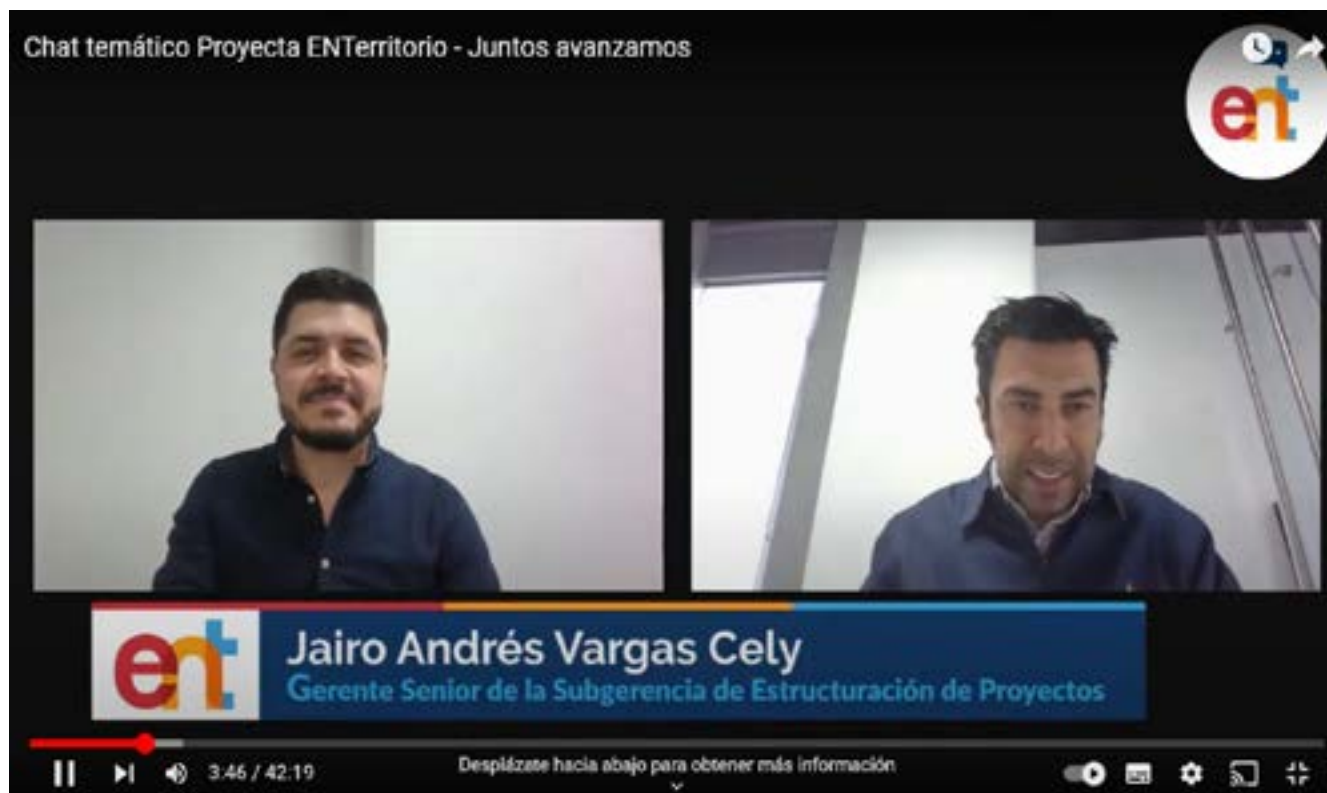 Chat temático Proyecta ENTerritorio - Juntos avanzamos
ent
ent
Jairo Andrés Vargas Cely
Gerente Senior de la Subgerencia de Estructuración de Proyectos
3:46 / 42:19
Desplázate hacia abajo para obtener más información